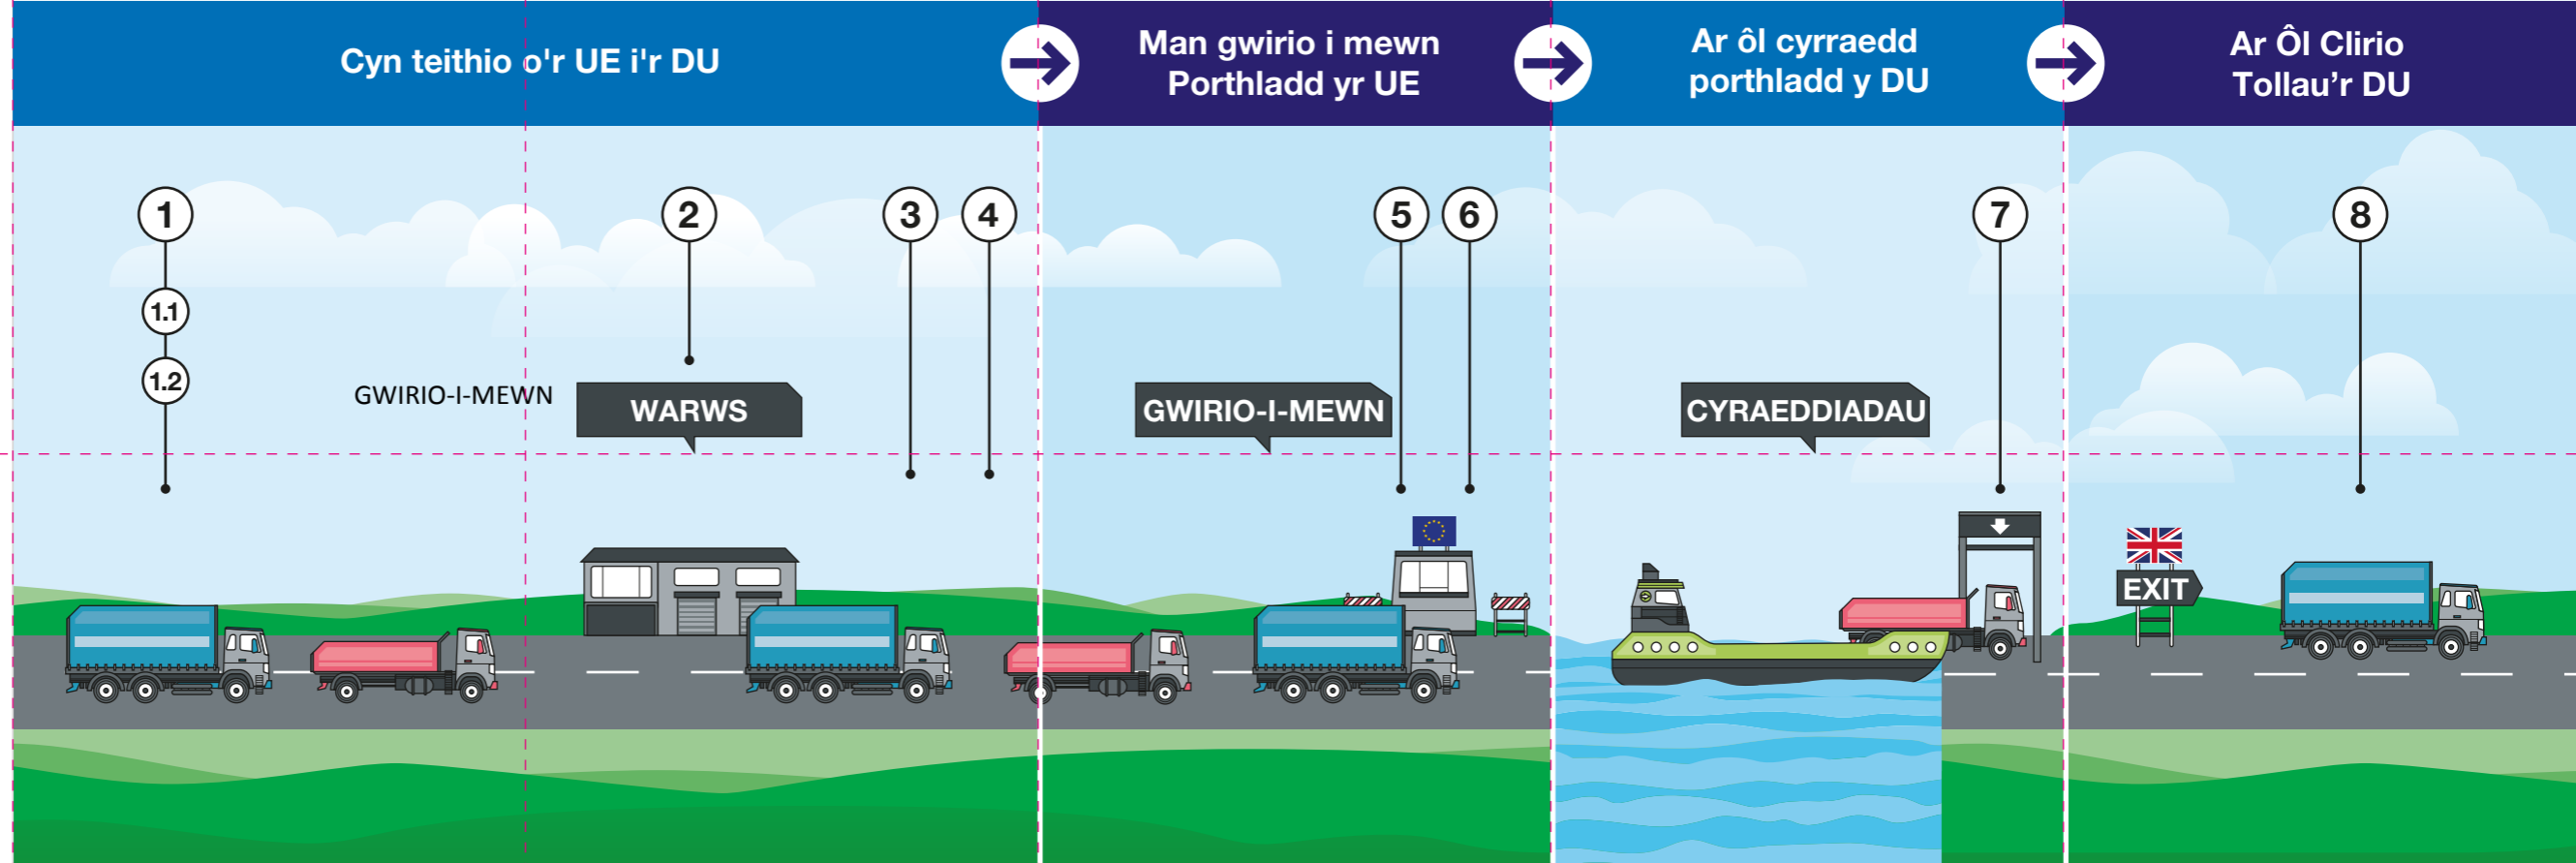 Cyn teithio o'r UE i'r DU
Man gwirio i mewn
Porthladd yr UE
Ar ôl cyrraedd
porthladd y DU
Ar Ôl Clirio
Tollau’r DU
1
1.1
1.2
2
3
4
5
6
7
8
GWIRIO-I-MEWN
WARWS
GWIRIO-I-MEWN
CYRAEDDIADAU
EXIT